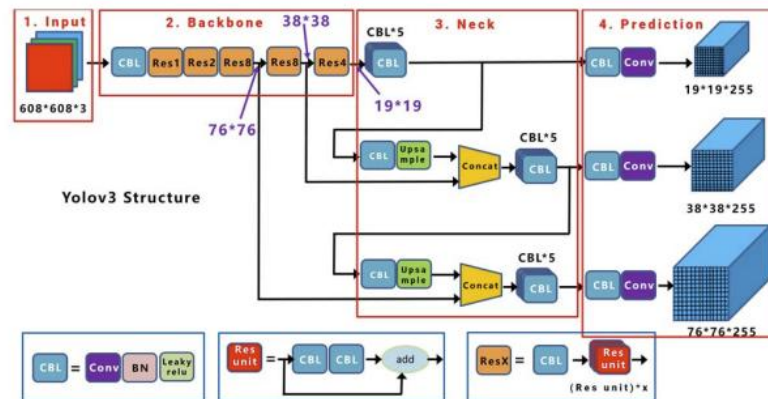 1. Input
2. Backbone
38*38
3. Neck
4. Prediction
CBL*5
CBL
Res1
Res2
Res8
Res8
Res4
CBL
CBL
Conv
608*608*3
76*76
19*19
19*19*255
CBL*5
CBL
Upsa
mple
Concat
CBL
CBL
Conv
Yolov3 Structure
38*38*255
CBL*5
CBL
Upsa
mple
Concat
CBL
CBL
Conv
76*76*255
CBL = Conv BN Leaky
relu
Res
unit = CBL CBL add
ResX = CBL Res
unit
(Res unit)*x